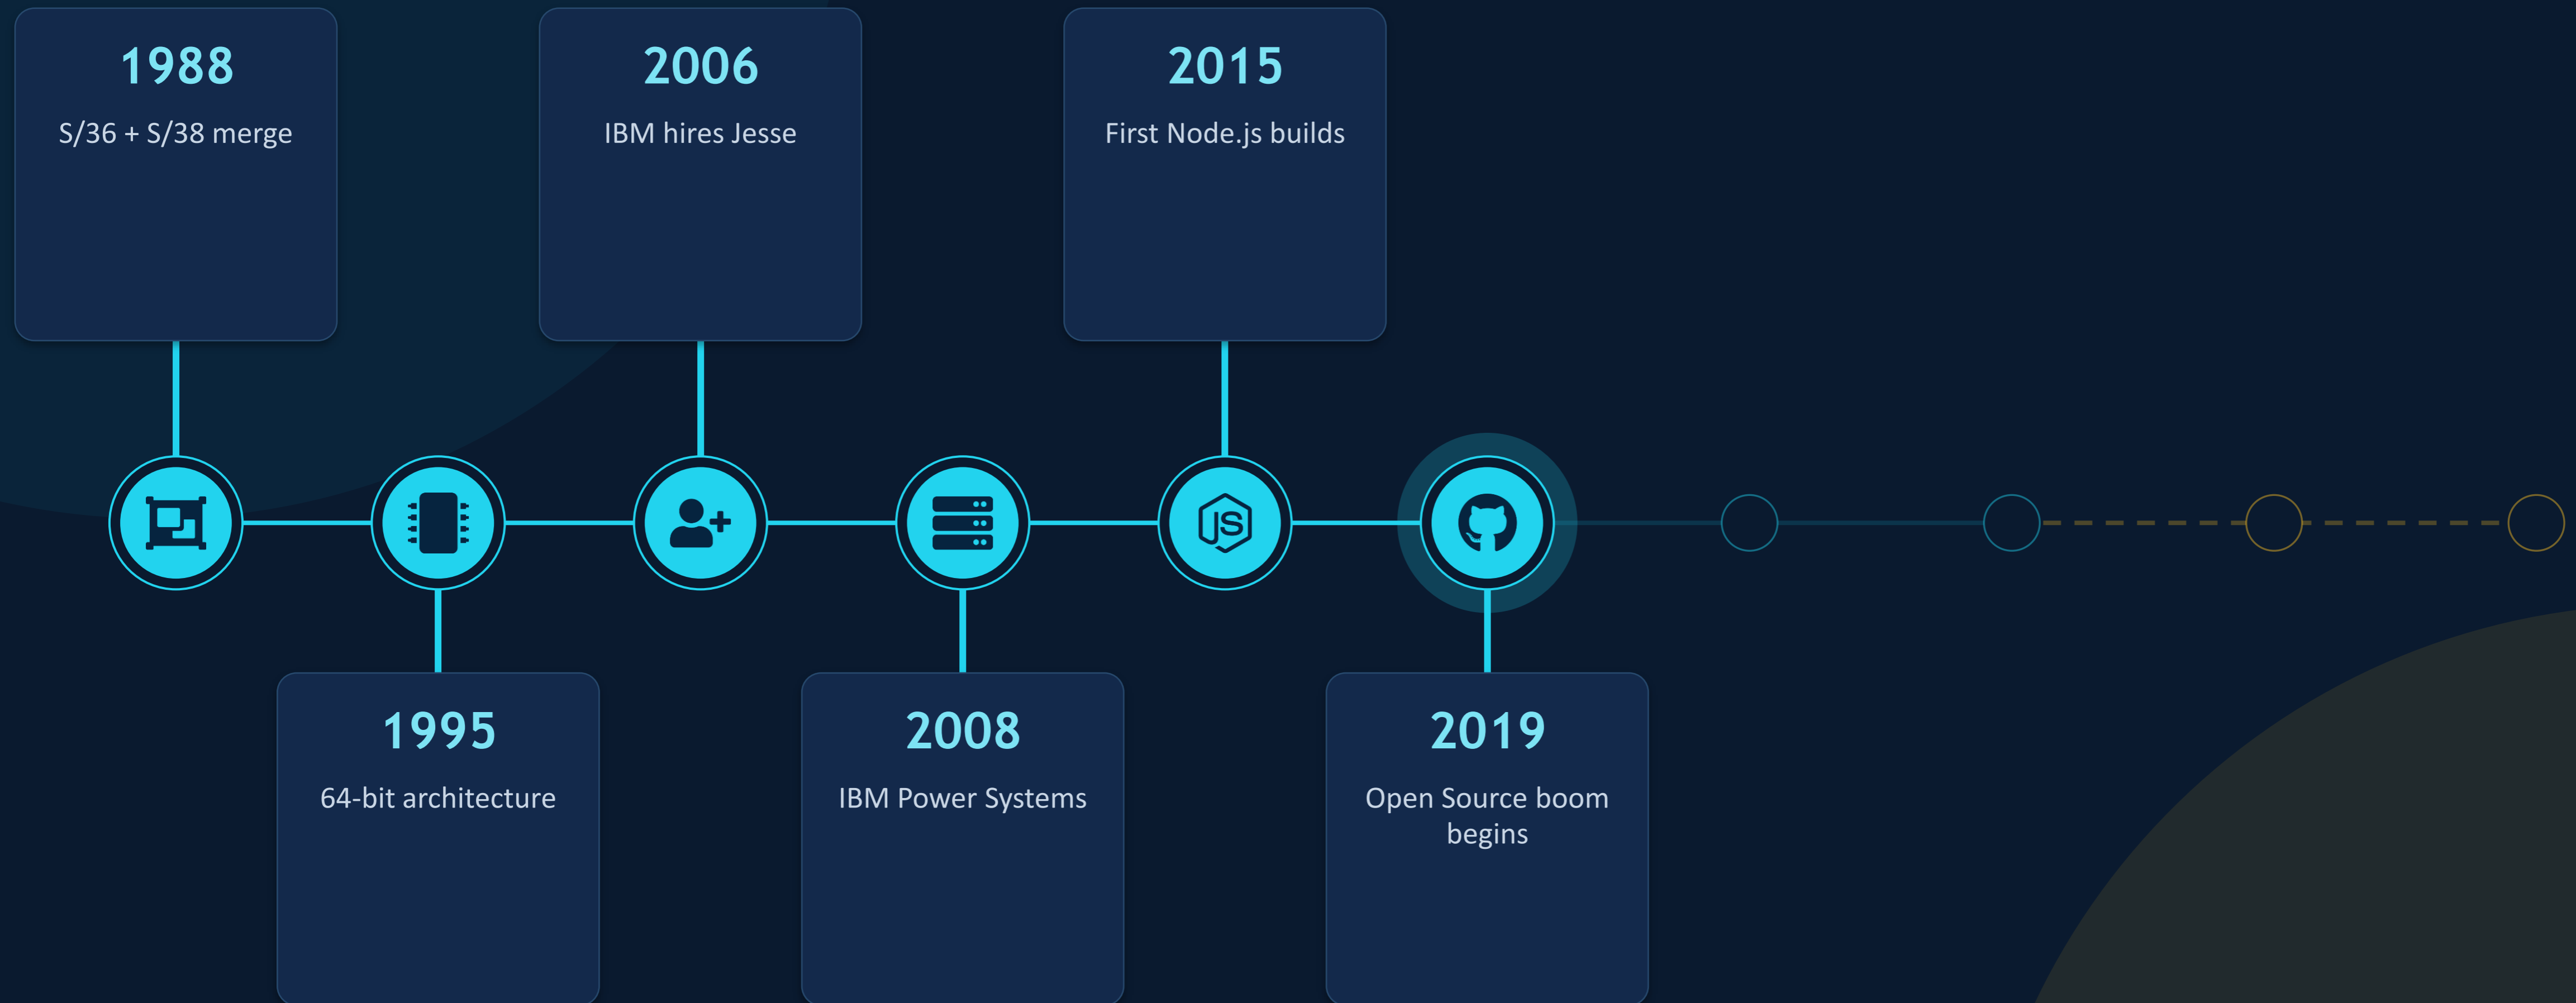 1988
S/36 + S/38 merge
2006
IBM hires Jesse
2015
First Node.js builds
JS
1995
64-bit architecture
2008
IBM Power Systems
2019
Open Source boom
begins